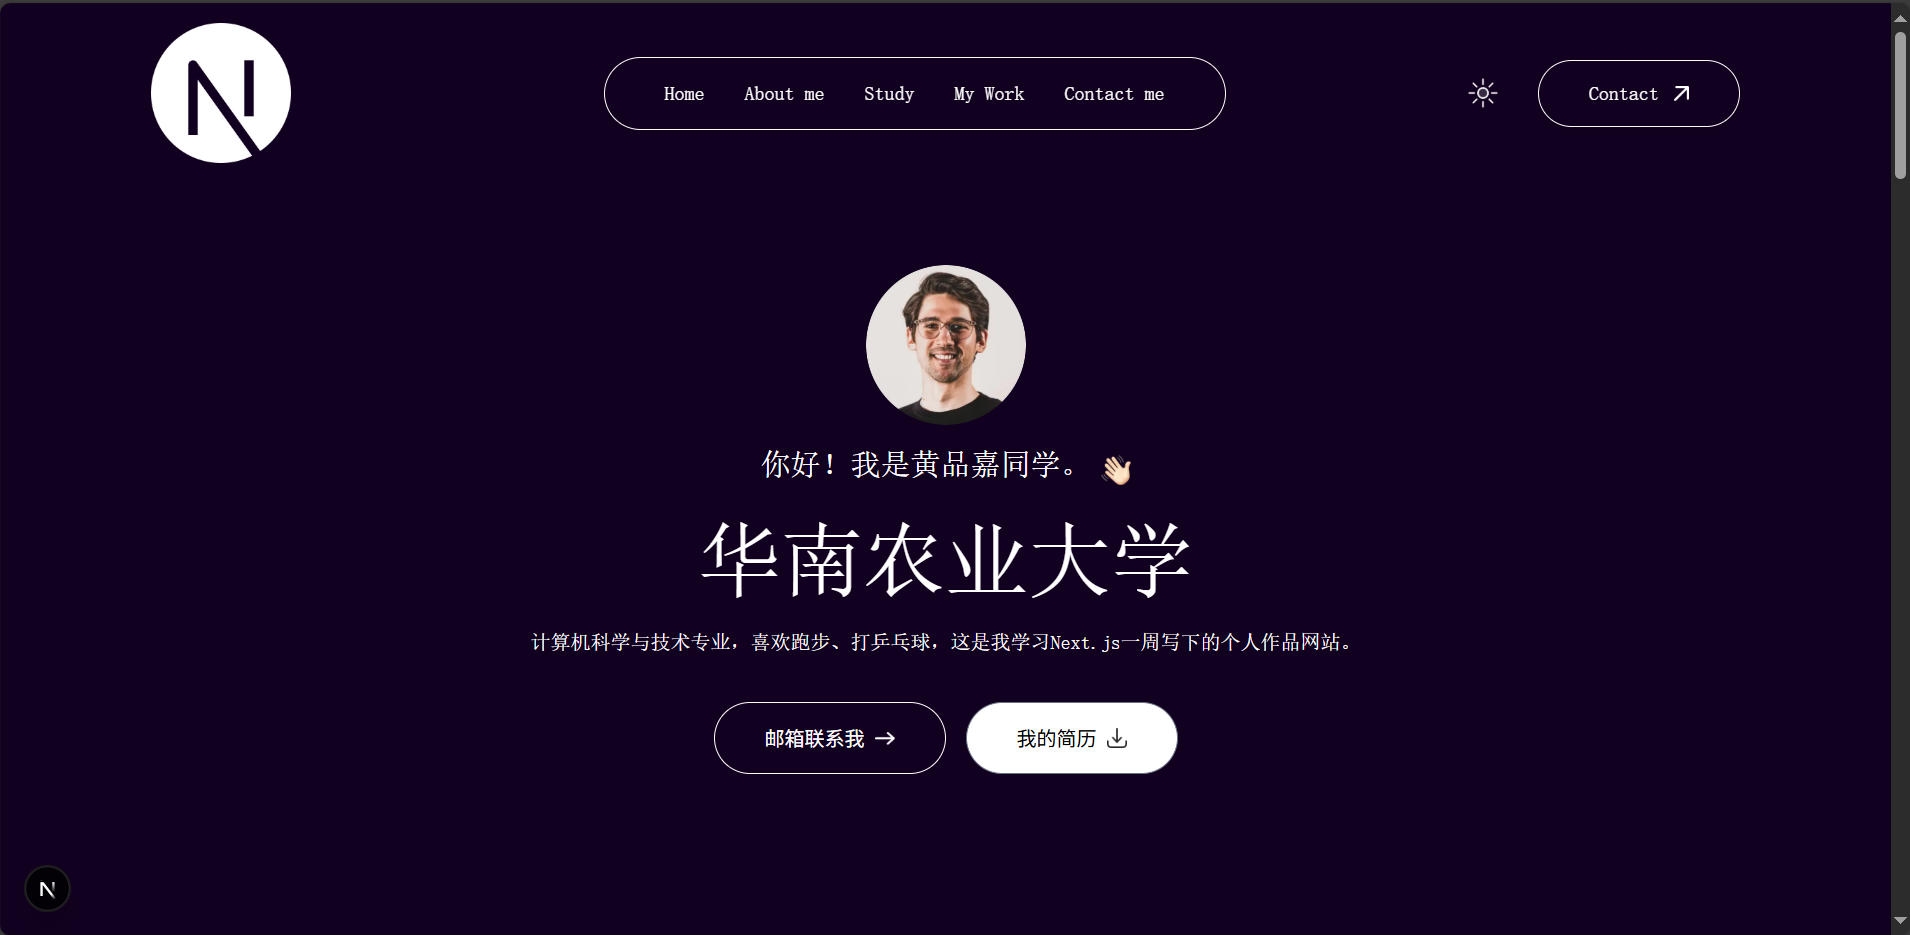 N
Home About me Study My Work Contact me Contact
你好！我是黄品嘉同学。
华南农业大学
计算机科学与技术专业，喜欢跑步、打乒乓球，这是我学习Next.js一周写下的个人作品网站。
邮箱联系我 我的简历
N